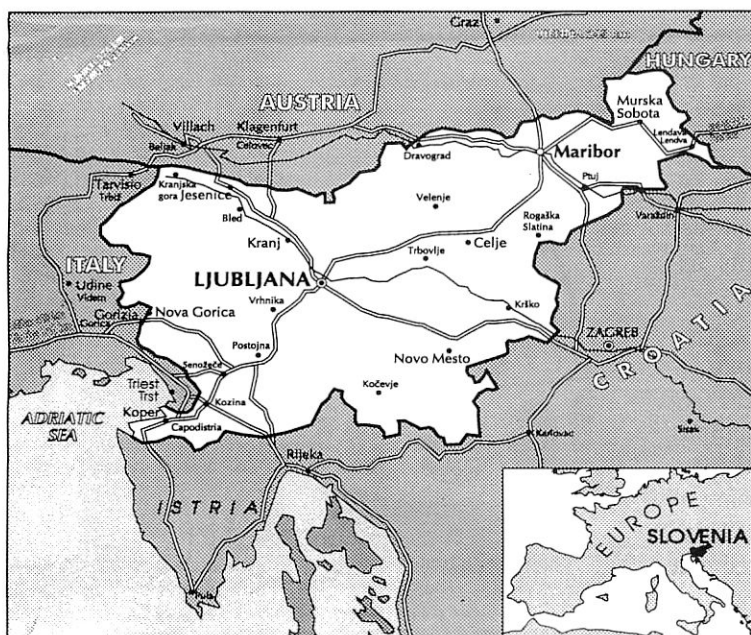 Graz
HUNGARY
AUSTRIA
Murska
Sobota
Villach
Klagenfurt
Beljak
Celovec
Lendava
Lendva
Dravograd
Maribor
Tarvisio
Trbiž
Kranjska
gora
Jesenice
Ptuj
Bled
Velenje
Rogaška
Slatina
Varaždin
Kranj
Celje
Trbovlje
ITALY
LJUBLJANA
Udine
Videm
Vrhnika
Krško
Gorizia
Nova Gorica
Gorica
ZAGREB
Postojna
Novo Mesto
CROATIA
Senožeče
Triest
Trst
Kočevje
Kozina
ADRIATIC
SEA
Koper
Capodistria
Karlovac
Sisak
Rijeka
ISTRIA
EUROPE
SLOVENIA
Pula